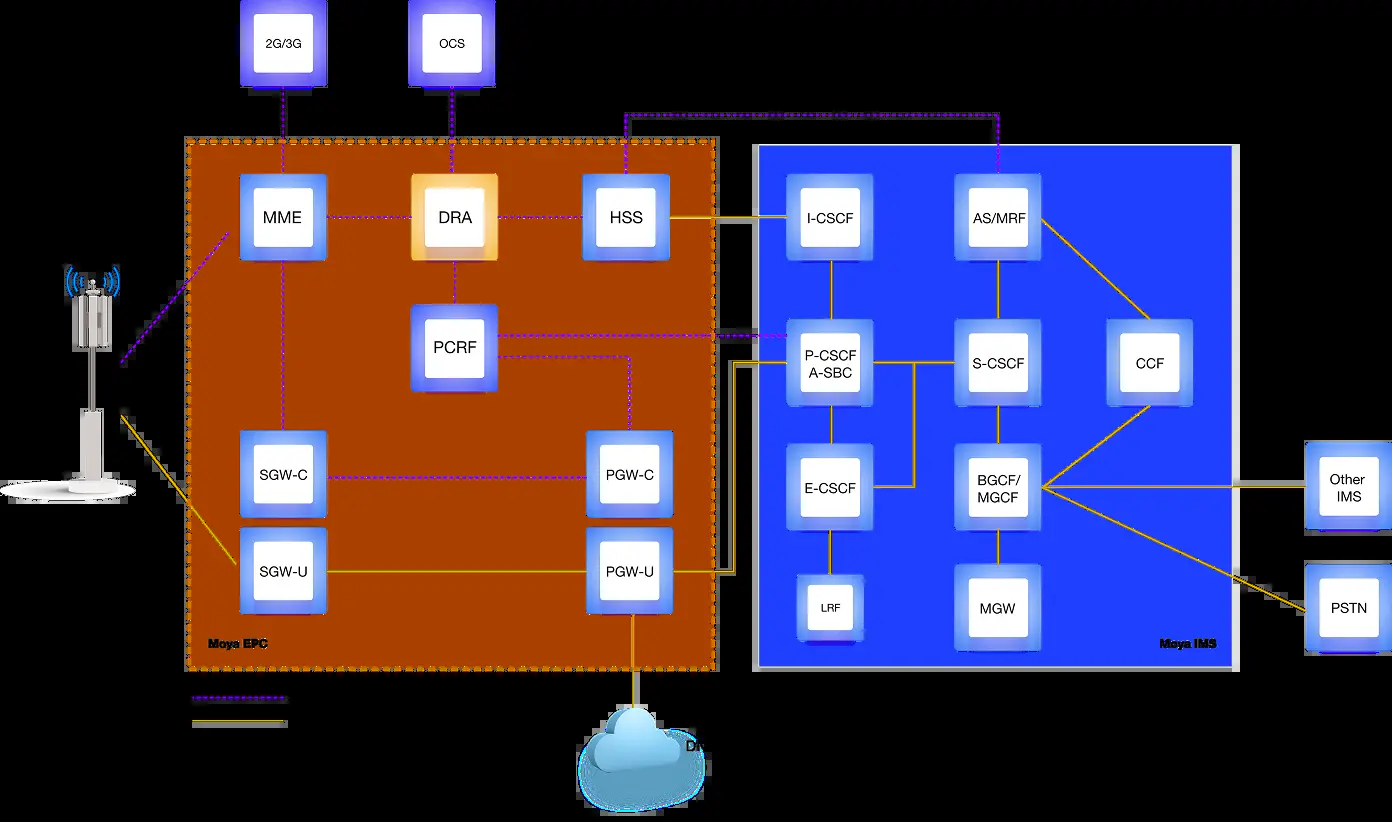 2G/3G
OCS
MME
DRA
HSS
I-CSCF
AS/MRF
PCRF
P-CSCF
A-SBC
S-CSCF
CCF
SGW-C
PGW-C
E-CSCF
BGCF/
MGCF
Other
IMS
SGW-U
PGW-U
LRF
MGW
PSTN
Moya EPC
Moya IMS